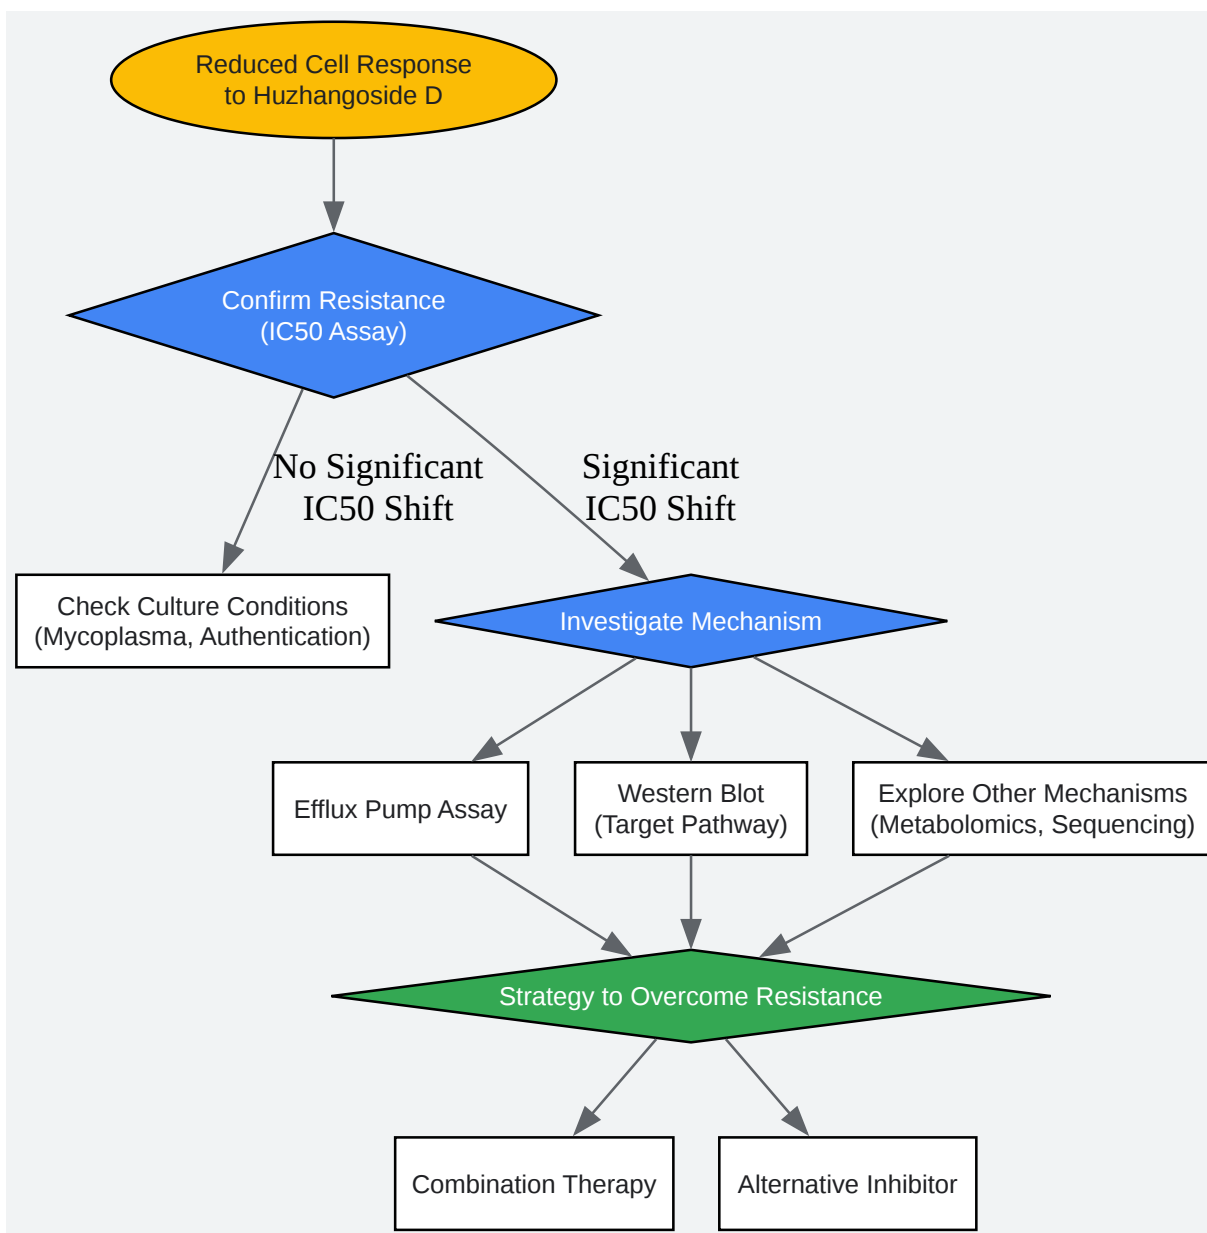 Reduced Cell Response
to Huzhangoside D
Confirm Resistance
(IC50 Assay)
No Significant
IC50 Shift
Significant
IC50 Shift
Check Culture Conditions
(Mycoplasma, Authentication)
Investigate Mechanism
Efflux Pump Assay
Western Blot
(Target Pathway)
Explore Other Mechanisms
(Metabolomics, Sequencing)
Strategy to Overcome Resistance
Combination Therapy
Alternative Inhibitor